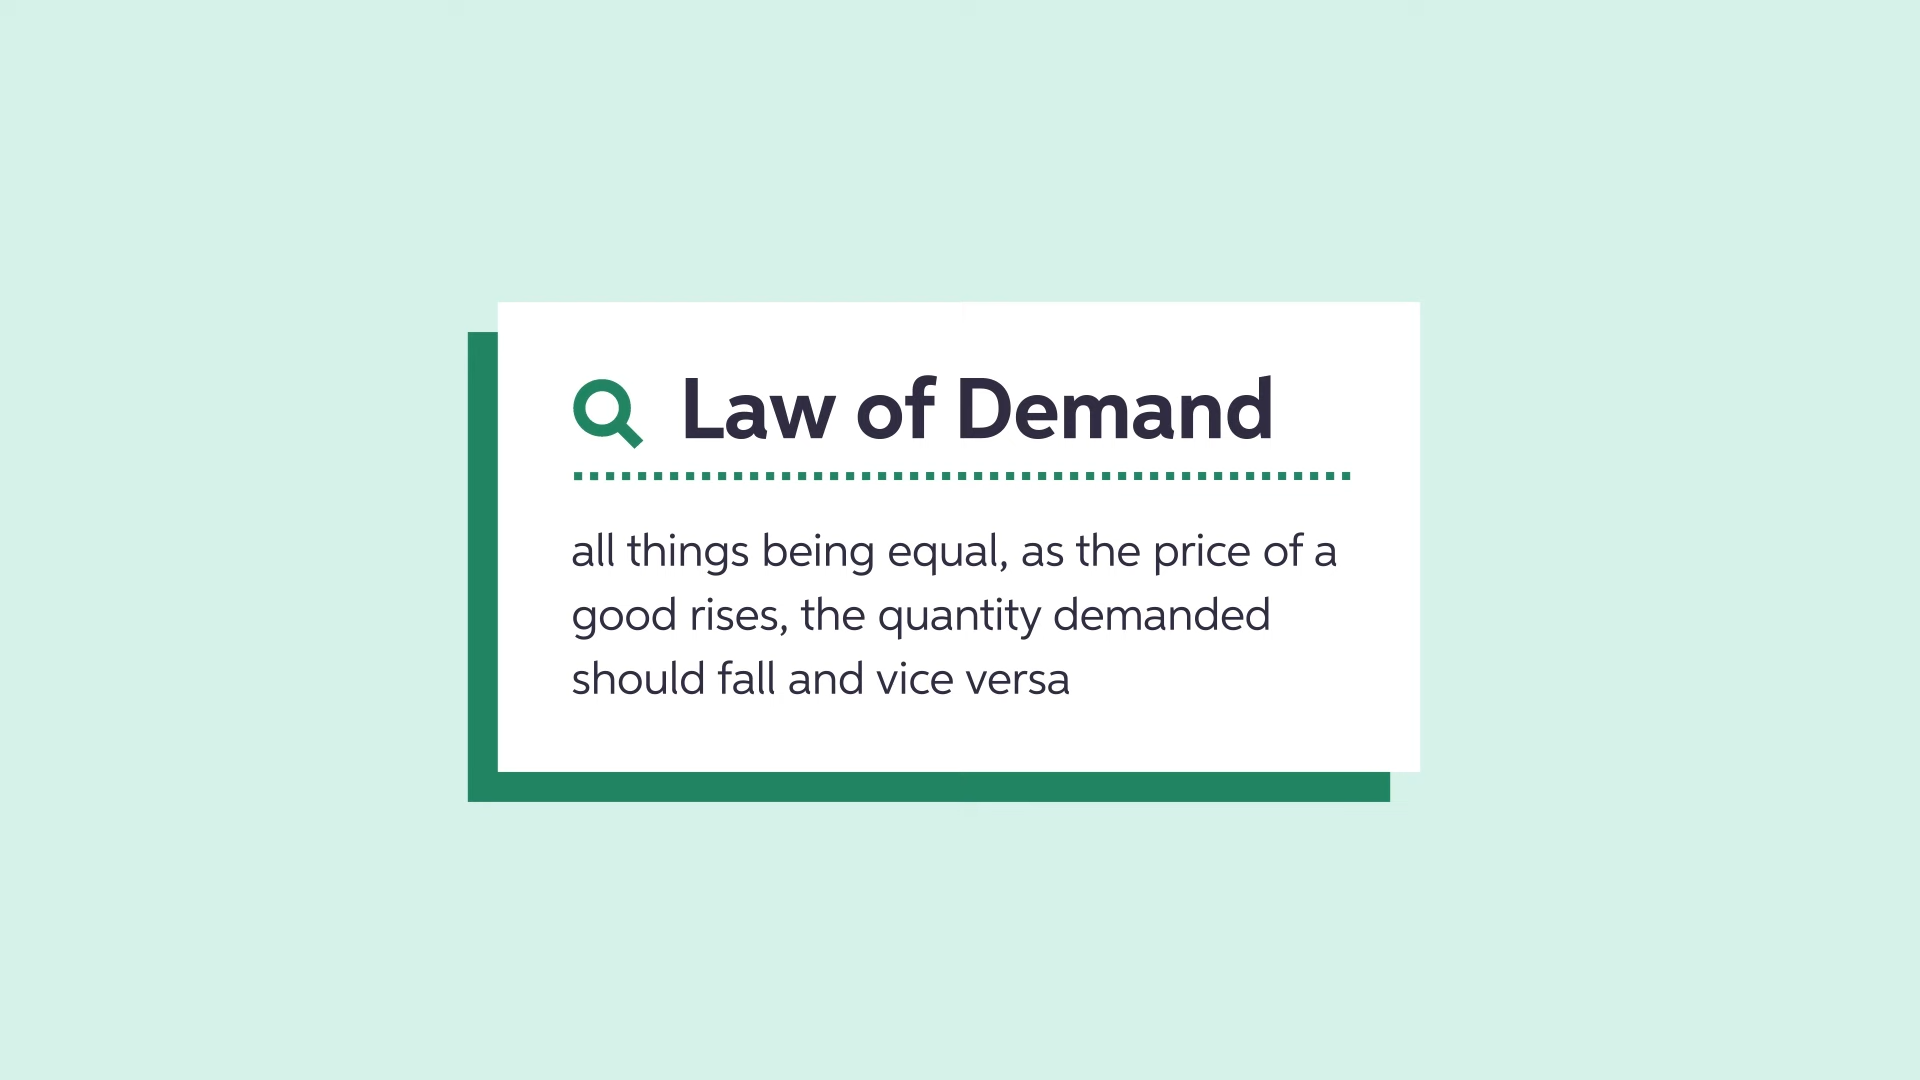 Law of Demand
all things being equal, as the price of a
good rises, the quantity demanded
should fall and vice versa